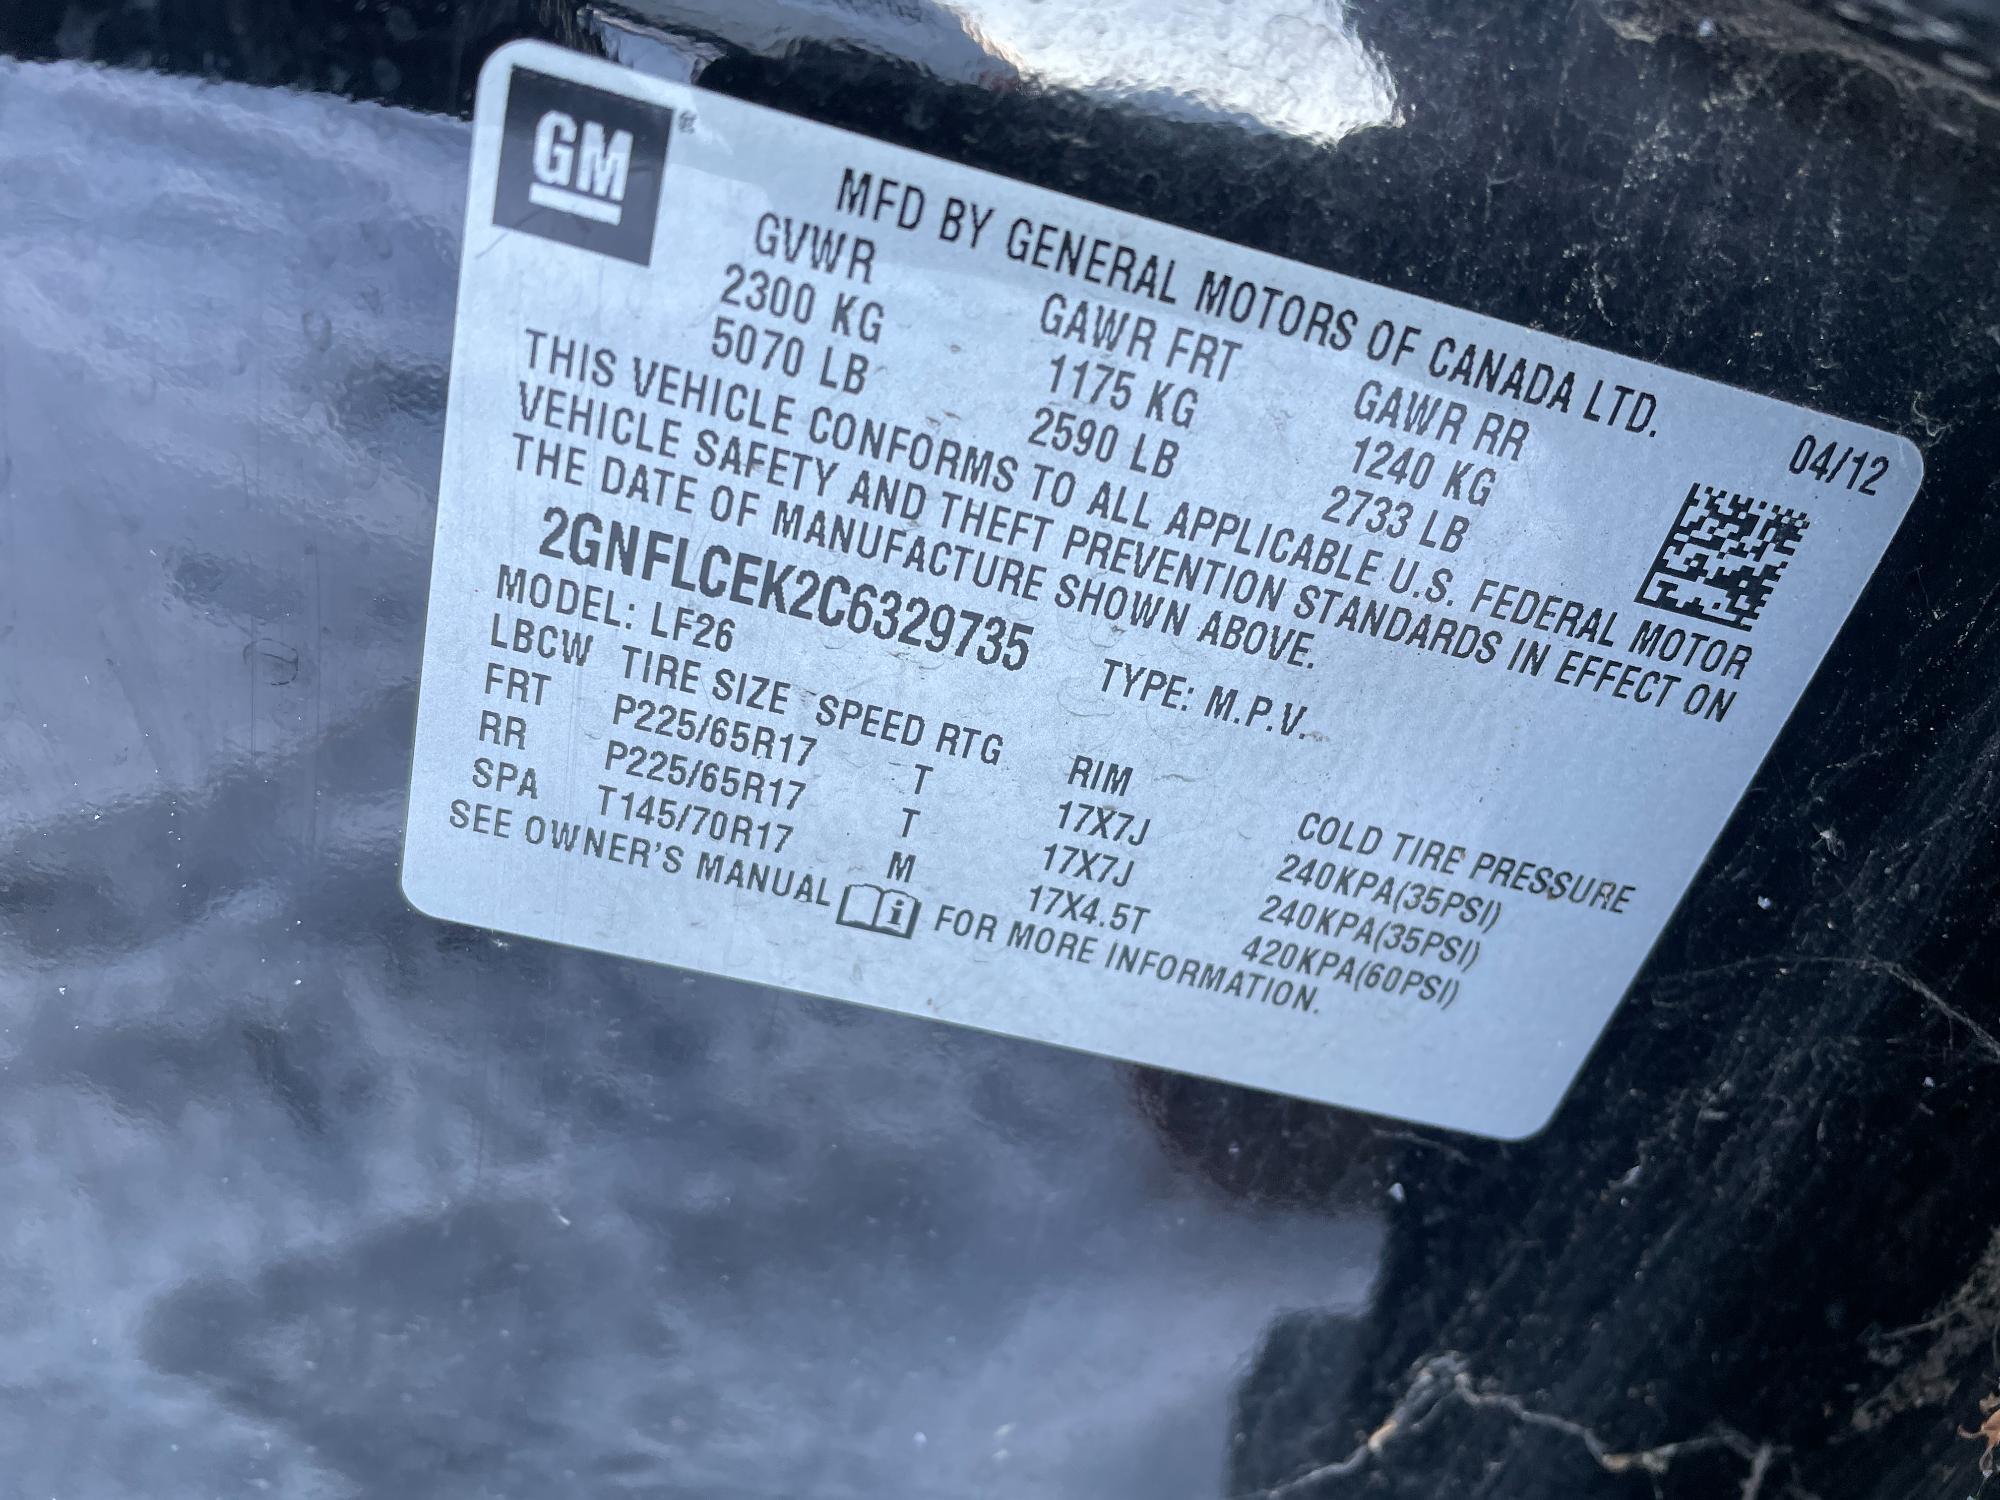 GM
MFD BY GENERAL MOTORS OF CANADA LTD.
04/12
GVWR GAWR FRT GAWR RR
2300 KG 1175 KG 1240 KG
5070 LB 2590 LB 2733 LB
THIS VEHICLE CONFORMS TO ALL APPLICABLE U.S. FEDERAL MOTOR
VEHICLE SAFETY AND THEFT PREVENTION STANDARDS IN EFFECT ON
THE DATE OF MANUFACTURE SHOWN ABOVE.
2GNFLCEK2C6329735 TYPE: M.P.V.
MODEL: LF26
LBCW TIRE SIZE SPEED RTG RIM COLD TIRE PRESSURE
FRT P225/65R17 T 17X7J 240KPA(35PSI)
RR P225/65R17 T 17X7J 240KPA(35PSI)
SPA T145/70R17 M 17X4.5T 420KPA(60PSI)
SEE OWNER'S MANUAL i FOR MORE INFORMATION.